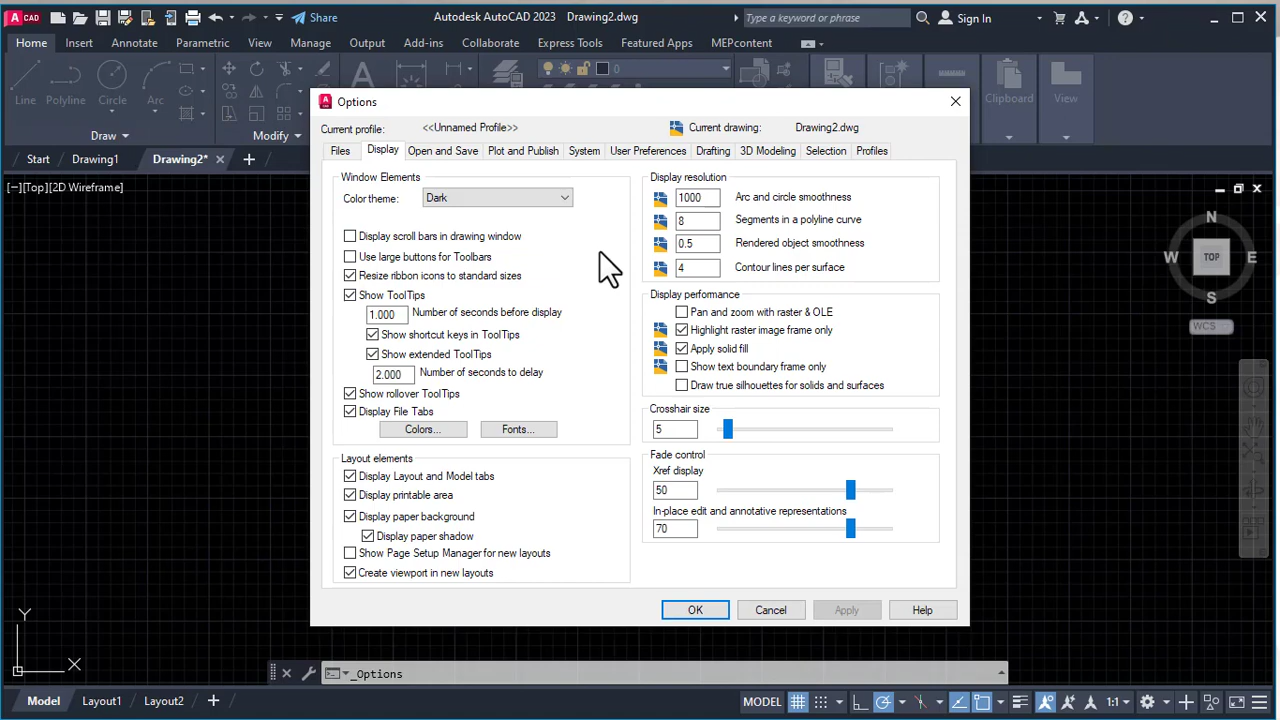 CAD
Share
Autodesk AutoCAD 2023 Drawing2.dwg
Type a keyword or phrase
Sign In
Home Insert Annotate Parametric View Manage Output Add-ins Collaborate Express Tools Featured Apps MEPcontent
0
Line Polyline Circle Arc
Clipboard View
Draw Modify
Start Drawing1 Drawing2*
[−][Top][2D Wireframe]
Options
Current profile: <<Unnamed Profile>> Current drawing: Drawing2.dwg
Files Display Open and Save Plot and Publish System User Preferences Drafting 3D Modeling Selection Profiles
Window Elements
Color theme: Dark
Display scroll bars in drawing window
Use large buttons for Toolbars
Resize ribbon icons to standard sizes
Show ToolTips
1.000 Number of seconds before display
Show shortcut keys in ToolTips
Show extended ToolTips
2.000 Number of seconds to delay
Show rollover ToolTips
Display File Tabs
Colors... Fonts...
Layout elements
Display Layout and Model tabs
Display printable area
Display paper background
Display paper shadow
Show Page Setup Manager for new layouts
Create viewport in new layouts
Display resolution
1000 Arc and circle smoothness
8 Segments in a polyline curve
0.5 Rendered object smoothness
4 Contour lines per surface
Display performance
Pan and zoom with raster & OLE
Highlight raster image frame only
Apply solid fill
Show text boundary frame only
Draw true silhouettes for solids and surfaces
Crosshair size
5
Fade control
Xref display
50
In-place edit and annotative representations
70
OK Cancel Apply Help
N
W TOP E
S
WCS
Y
X
_Options
Model Layout1 Layout2
MODEL 1:1